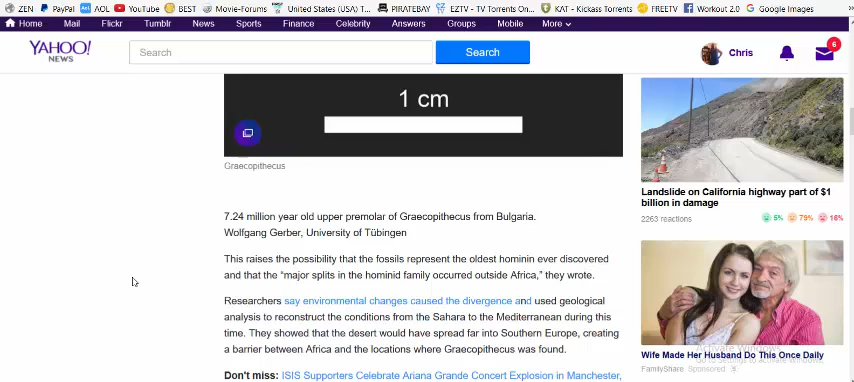 ZEN PayPal AOL YouTube BEST Movie-Forums United States (USA) T... PIRATEBAY EZTV - TV Torrents On... KAT - Kickass Torrents FREETV Workout 2.0 Google Images
Home Mail Flickr Tumblr News Sports Finance Celebrity Answers Groups Mobile More
YAHOO!
NEWS
Search
Search
Chris
6
1 cm
Graecopithecus
7.24 million year old upper premolar of Graecopithecus from Bulgaria.
Wolfgang Gerber, University of Tübingen
This raises the possibility that the fossils represent the oldest hominin ever discovered
and that the “major splits in the hominid family occurred outside Africa,” they wrote.
Researchers say environmental changes caused the divergence and used geological
analysis to reconstruct the conditions from the Sahara to the Mediterranean during this
time. They showed that the desert would have spread far into Southern Europe, creating
a barrier between Africa and the locations where Graecopithecus was found.
Don't miss: ISIS Supporters Celebrate Ariana Grande Concert Explosion in Manchester,
Landslide on California highway part of $1
billion in damage
2263 reactions
5% 79% 16%
Activate Windows
Go to Settings to activate Windows.
Wife Made Her Husband Do This Once Daily
FamilyShare Sponsored